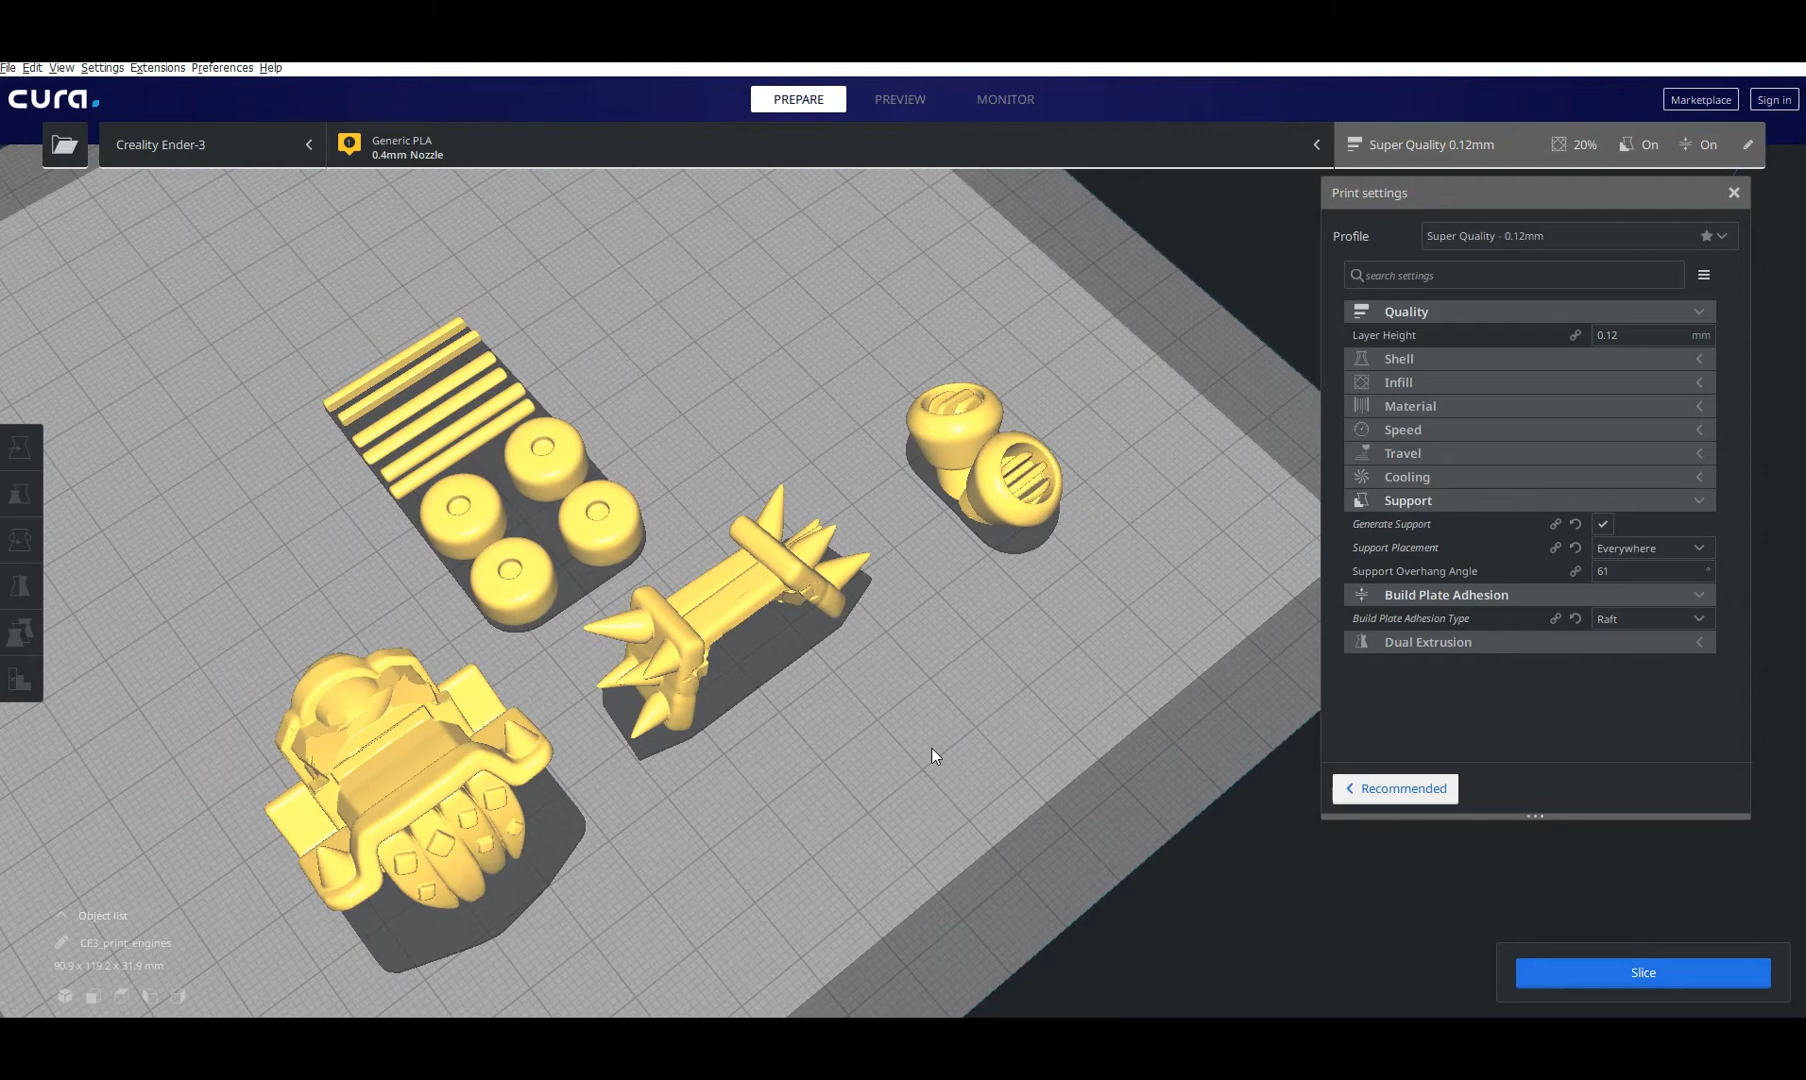 File Edit View Settings Extensions Preferences Help
cura.
PREPARE PREVIEW MONITOR
Marketplace Sign in
Creality Ender-3
1
Generic PLA
0.4mm Nozzle
Super Quality 0.12mm 20% On On
Print settings
Profile Super Quality - 0.12mm
search settings
Quality
Layer Height 0.12 mm
Shell
Infill
Material
Speed
Travel
Cooling
Support
Generate Support
Support Placement Everywhere
Support Overhang Angle 61 °
Build Plate Adhesion
Build Plate Adhesion Type Raft
Dual Extrusion
Recommended
Object list
CE3_print_engines
90.9 x 119.2 x 31.9 mm
Slice